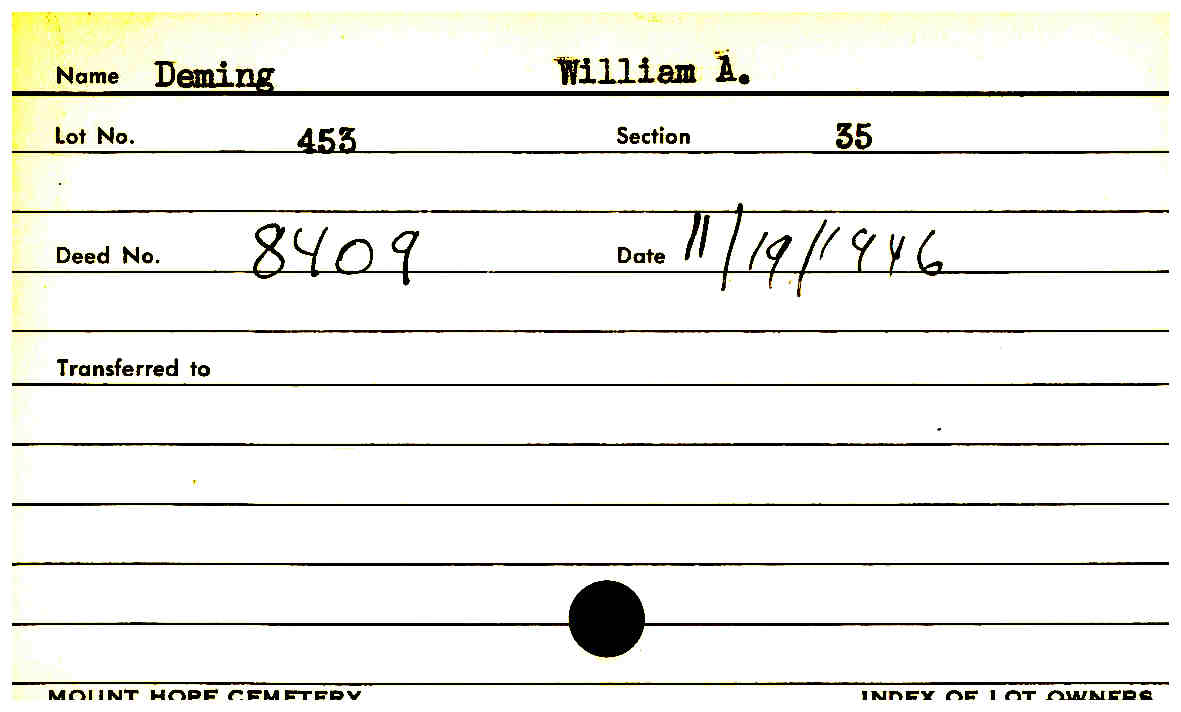 Name Deming William A.
Lot No. 453 Section 35
Deed No. 8409 Date 11/19/1946
Transferred to
MOUNT HOPE CEMETERY INDEX OF LOT OWNERS